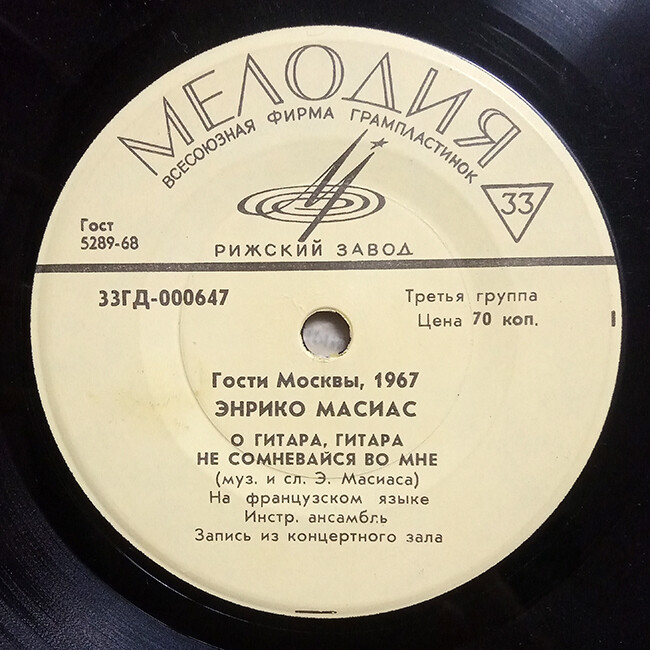 МЕЛОДИЯ
ВСЕСОЮЗНАЯ ФИРМА ГРАМПЛАСТИНОК
33
Гост
5289-68
РИЖСКИЙ ЗАВОД
33ГД-000647
Третья группа
Цена 70 коп.
Гости Москвы, 1967
ЭНРИКО МАСИАС
О ГИТАРА, ГИТАРА
НЕ СОМНЕВАЙСЯ ВО МНЕ
(муз. и сл. Э. Масиаса)
На французском языке
Инстр. ансамбль
Запись из концертного зала